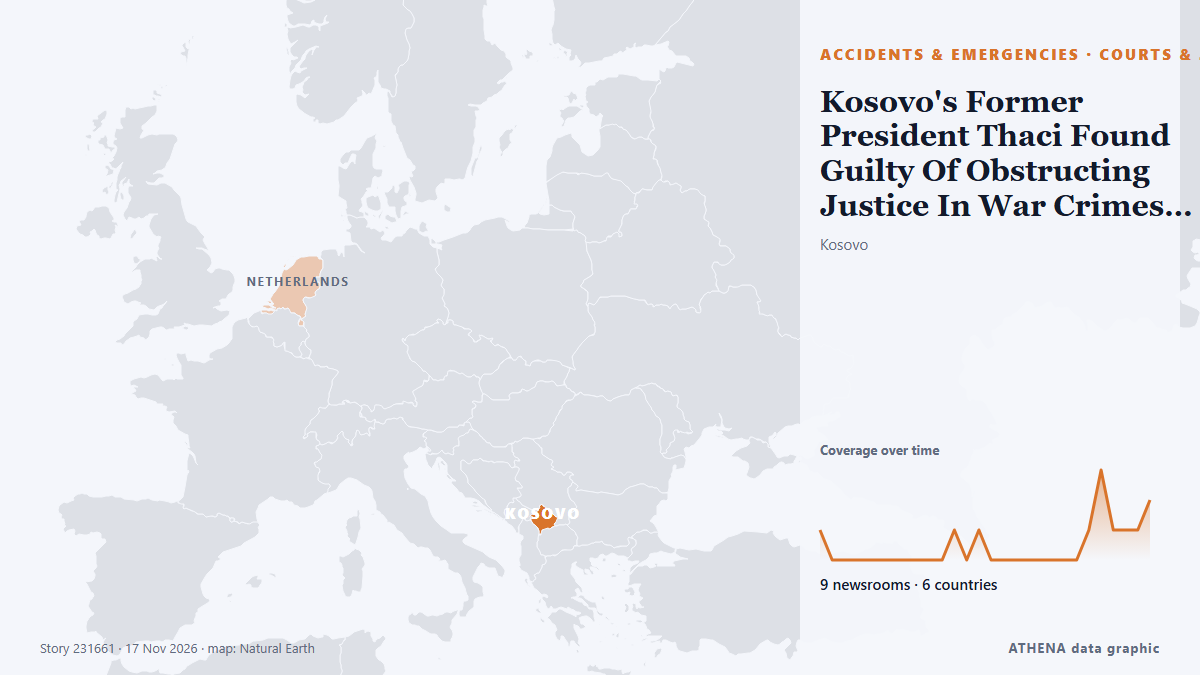 ACCIDENTS & EMERGENCIES · COURTS &
Kosovo's Former
President Thaci Found
Guilty Of Obstructing
Justice In War Crimes...
Kosovo
NETHERLANDS
KOSOVO
Coverage over time
9 newsrooms · 6 countries
Story 231661 · 17 Nov 2026 · map: Natural Earth
ATHENA data graphic